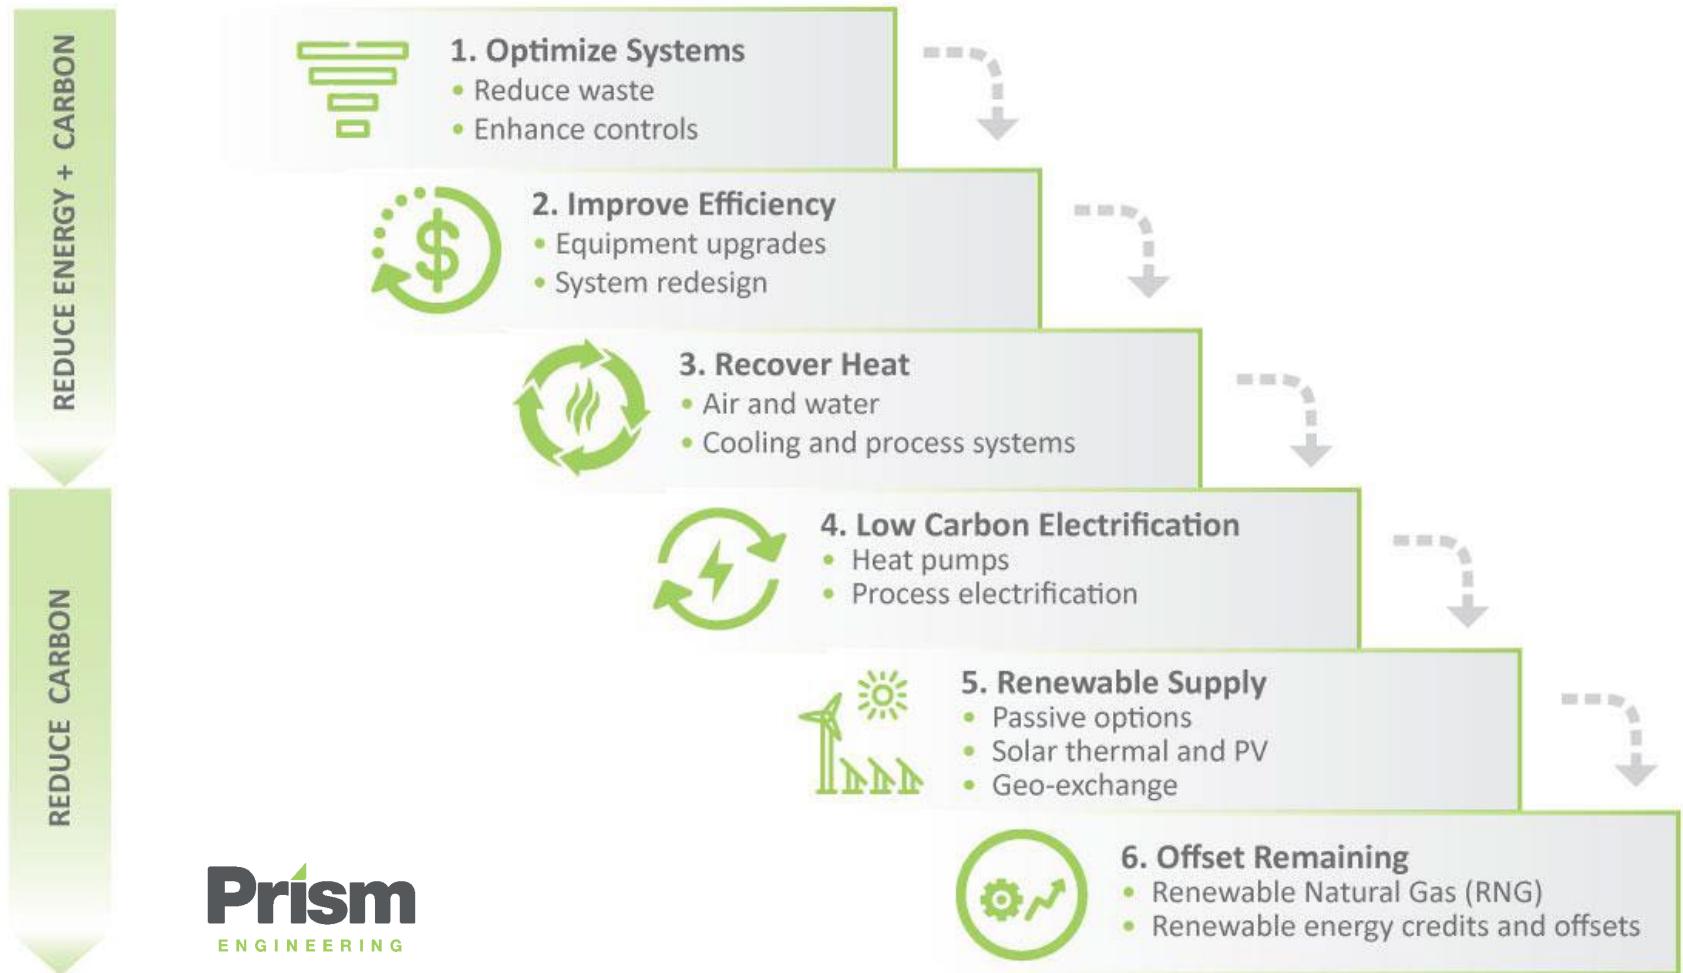 REDUCE ENERGY + CARBON
1. Optimize Systems
• Reduce waste
• Enhance controls
2. Improve Efficiency
• Equipment upgrades
• System redesign
3. Recover Heat
• Air and water
• Cooling and process systems
REDUCE CARBON
4. Low Carbon Electrification
• Heat pumps
• Process electrification
5. Renewable Supply
• Passive options
• Solar thermal and PV
• Geo-exchange
6. Offset Remaining
• Renewable Natural Gas (RNG)
• Renewable energy credits and offsets
Prism
ENGINEERING
$